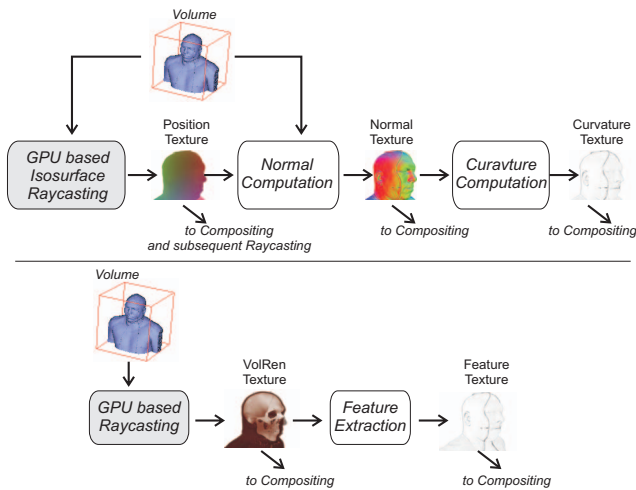 Volume
Position
Texture
Normal
Texture
Curvature
Texture
GPU based
Isosurface
Raycasting
Normal
Computation
Curavture
Computation
to Compositing
and subsequent Raycasting
to Compositing
to Compositing
Volume
VolRen
Texture
Feature
Texture
GPU based
Raycasting
Feature
Extraction
to Compositing
to Compositing